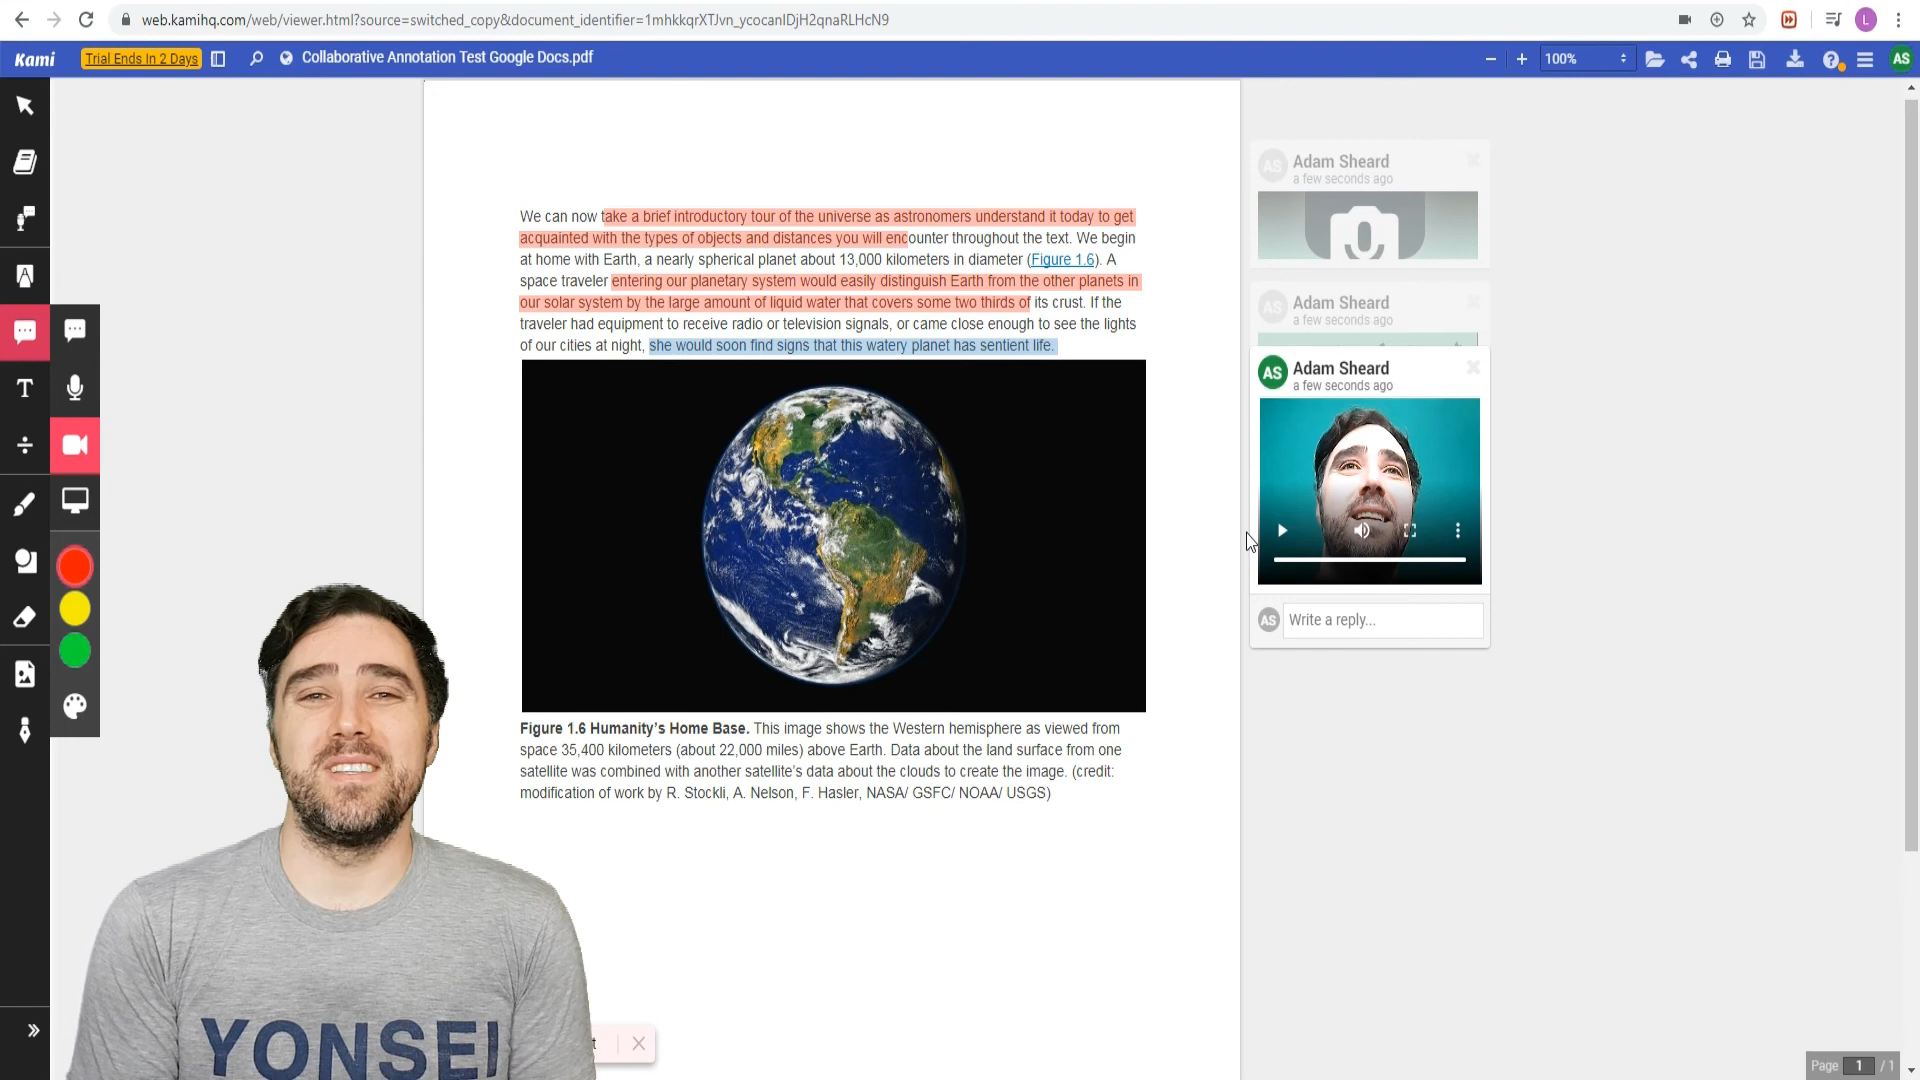 web.kamihq.com/web/viewer.html?source=switched_copy&document_identifier=1mhkkqrXTJvn_ycocanIDjH2qnaRLHcN9
L
Kami
Trial Ends In 2 Days
Collaborative Annotation Test Google Docs.pdf
100%
AS
We can now take a brief introductory tour of the universe as astronomers understand it today to get
acquainted with the types of objects and distances you will encounter throughout the text. We begin
at home with Earth, a nearly spherical planet about 13,000 kilometers in diameter (Figure 1.6). A
space traveler entering our planetary system would easily distinguish Earth from the other planets in
our solar system by the large amount of liquid water that covers some two thirds of its crust. If the
traveler had equipment to receive radio or television signals, or came close enough to see the lights
of our cities at night, she would soon find signs that this watery planet has sentient life.
Figure 1.6 Humanity's Home Base. This image shows the Western hemisphere as viewed from
space 35,400 kilometers (about 22,000 miles) above Earth. Data about the land surface from one
satellite was combined with another satellite's data about the clouds to create the image. (credit:
modification of work by R. Stockli, A. Nelson, F. Hasler, NASA/ GSFC/ NOAA/ USGS)
AS
Adam Sheard
a few seconds ago
AS
Adam Sheard
a few seconds ago
AS
Adam Sheard
a few seconds ago
AS
Write a reply...
T
YONSEI
t
Page 1 / 1